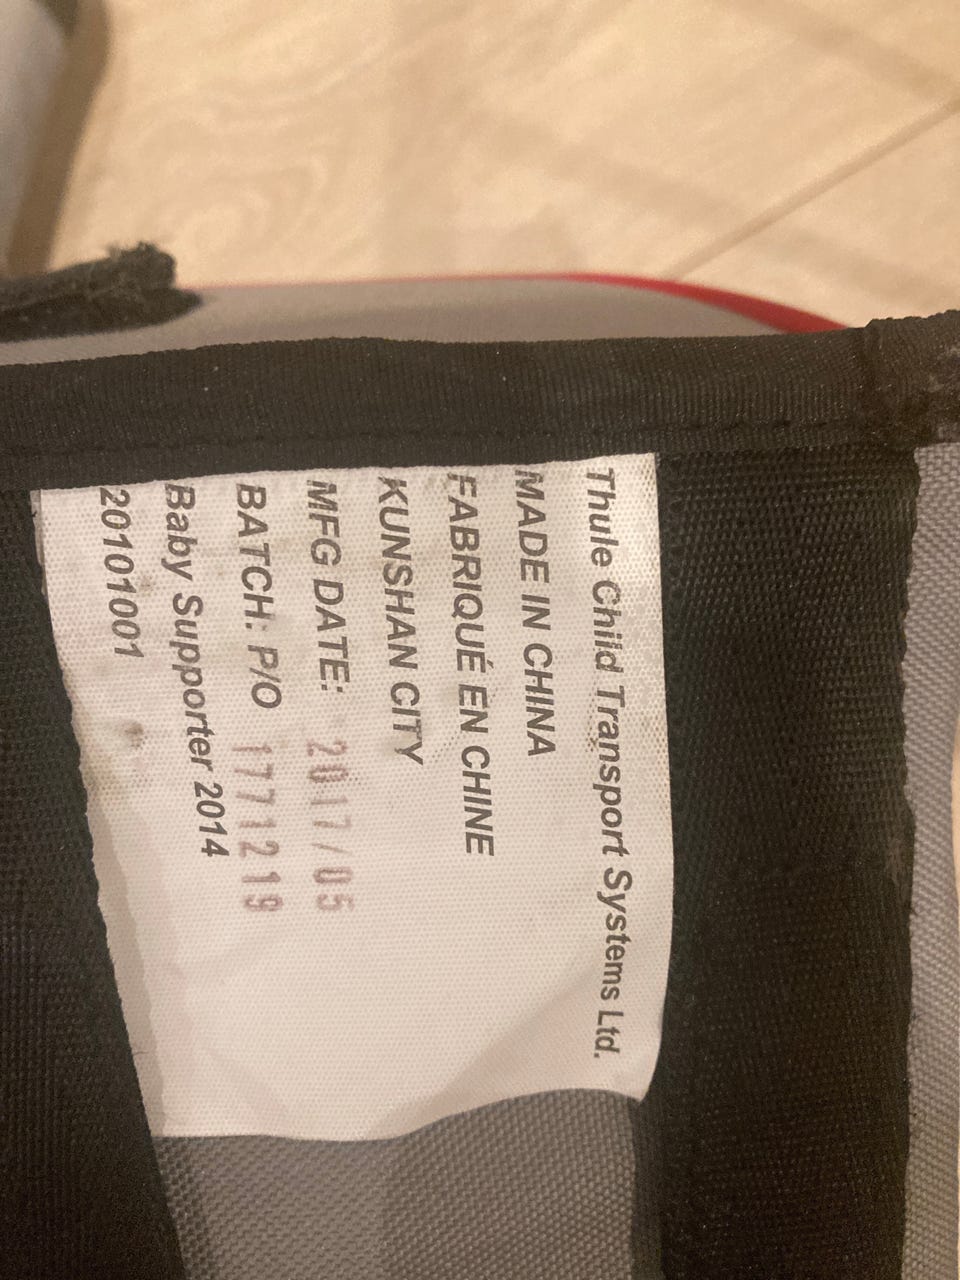 Thule Child Transport Systems Ltd.
MADE IN CHINA
FABRIQUÉ EN CHINE
KUNSHAN CITY
MFG DATE: 2017/05
BATCH: P/O 1771219
Baby Supporter 2014
20101001